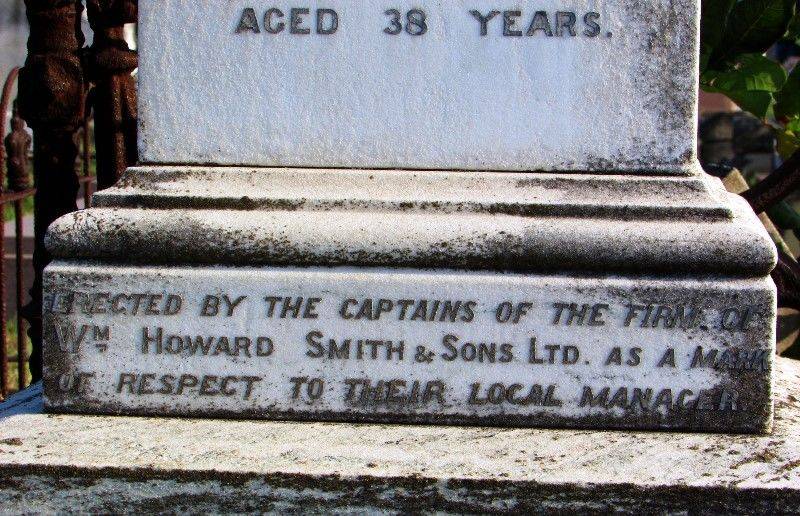 AGED 38 YEARS.
ERECTED BY THE CAPTAINS OF THE FIRM OF
WM HOWARD SMITH & SONS LTD. AS A MARK
OF RESPECT TO THEIR LOCAL MANAGER.